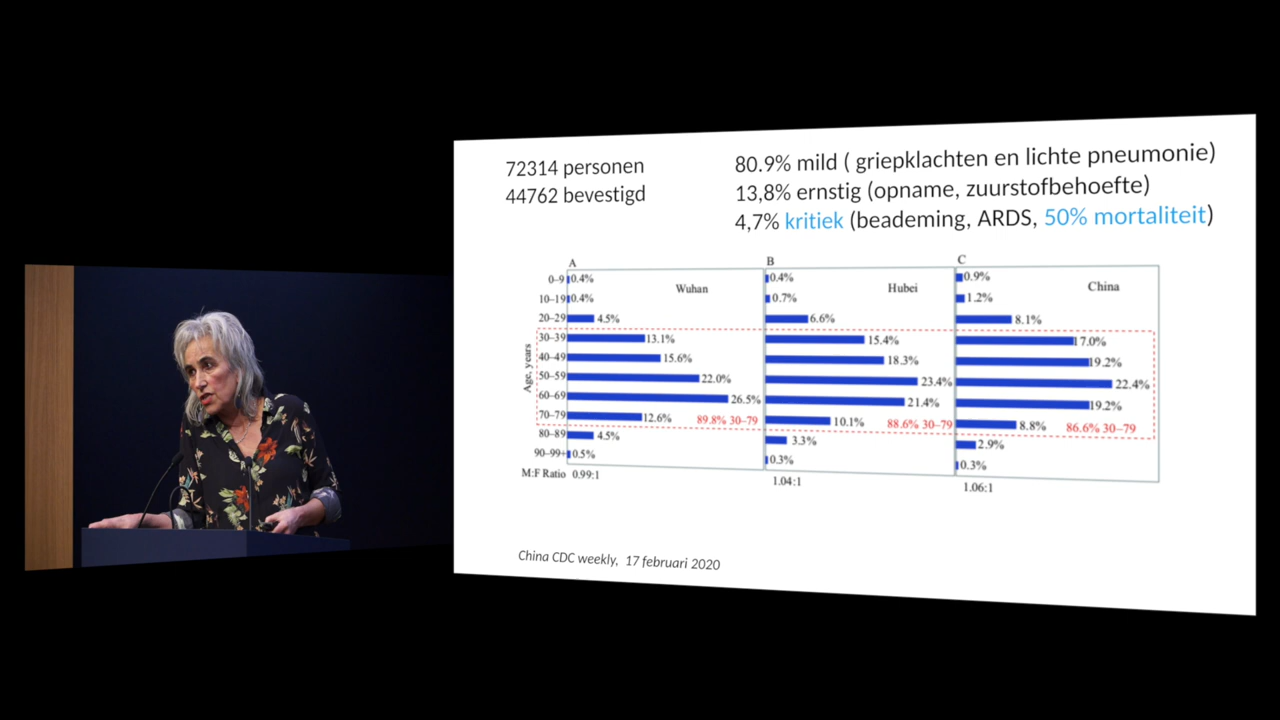 72314 personen
44762 bevestigd
80.9% mild ( griepklachten en lichte pneumonie)
13,8% ernstig (opname, zuurstofbehoefte)
4,7% kritiek (beademing, ARDS, 50% mortaliteit)
A B C
Wuhan Hubei China
Age, years
0–9 0.4% 0.4% 0.9%
10–19 0.4% 0.7% 1.2%
20–29 4.5% 6.6% 8.1%
30–39 13.1% 15.4% 17.0%
40–49 15.6% 18.3% 19.2%
50–59 22.0% 23.4% 22.4%
60–69 26.5% 21.4% 19.2%
70–79 12.6% 89.8% 30–79 10.1% 88.6% 30–79 8.8% 86.6% 30–79
80–89 4.5% 3.3% 2.9%
90–99+ 0.5% 0.3% 0.3%
M:F Ratio 0.99:1 1.04:1 1.06:1
China CDC weekly, 17 februari 2020